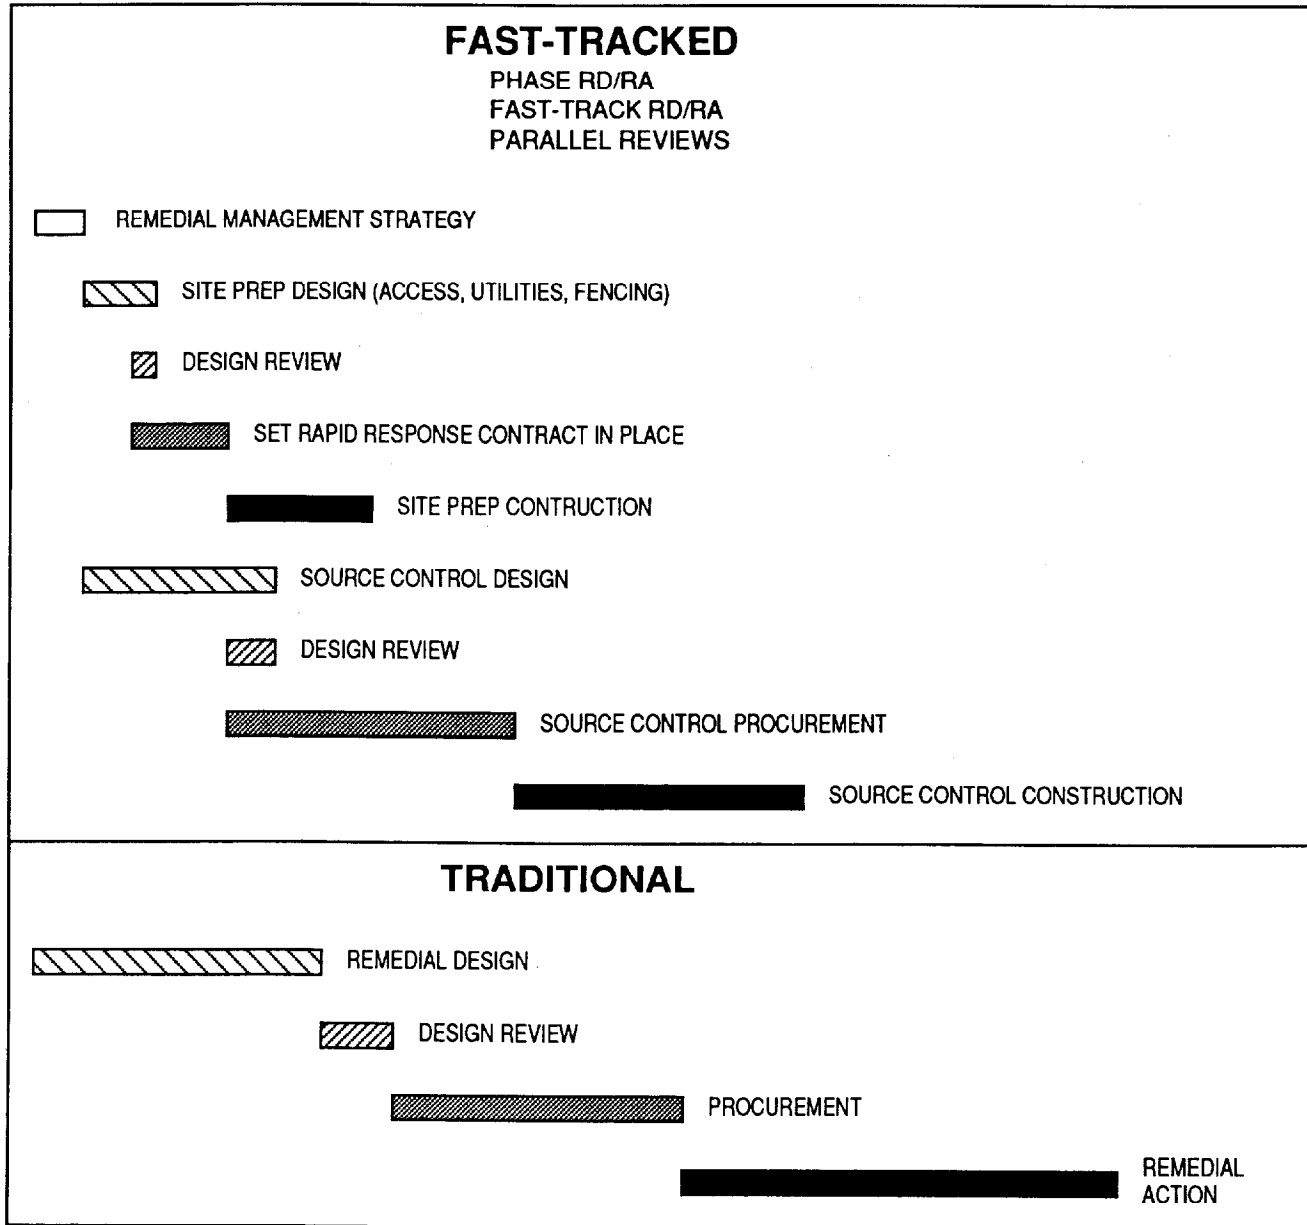 FAST-TRACKED
PHASE RD/RA
FAST-TRACK RD/RA
PARALLEL REVIEWS
REMEDIAL MANAGEMENT STRATEGY
SITE PREP DESIGN (ACCESS, UTILITIES, FENCING)
DESIGN REVIEW
SET RAPID RESPONSE CONTRACT IN PLACE
SITE PREP CONTRUCTION
SOURCE CONTROL DESIGN
DESIGN REVIEW
SOURCE CONTROL PROCUREMENT
SOURCE CONTROL CONSTRUCTION
TRADITIONAL
REMEDIAL DESIGN
DESIGN REVIEW
PROCUREMENT
REMEDIAL
ACTION